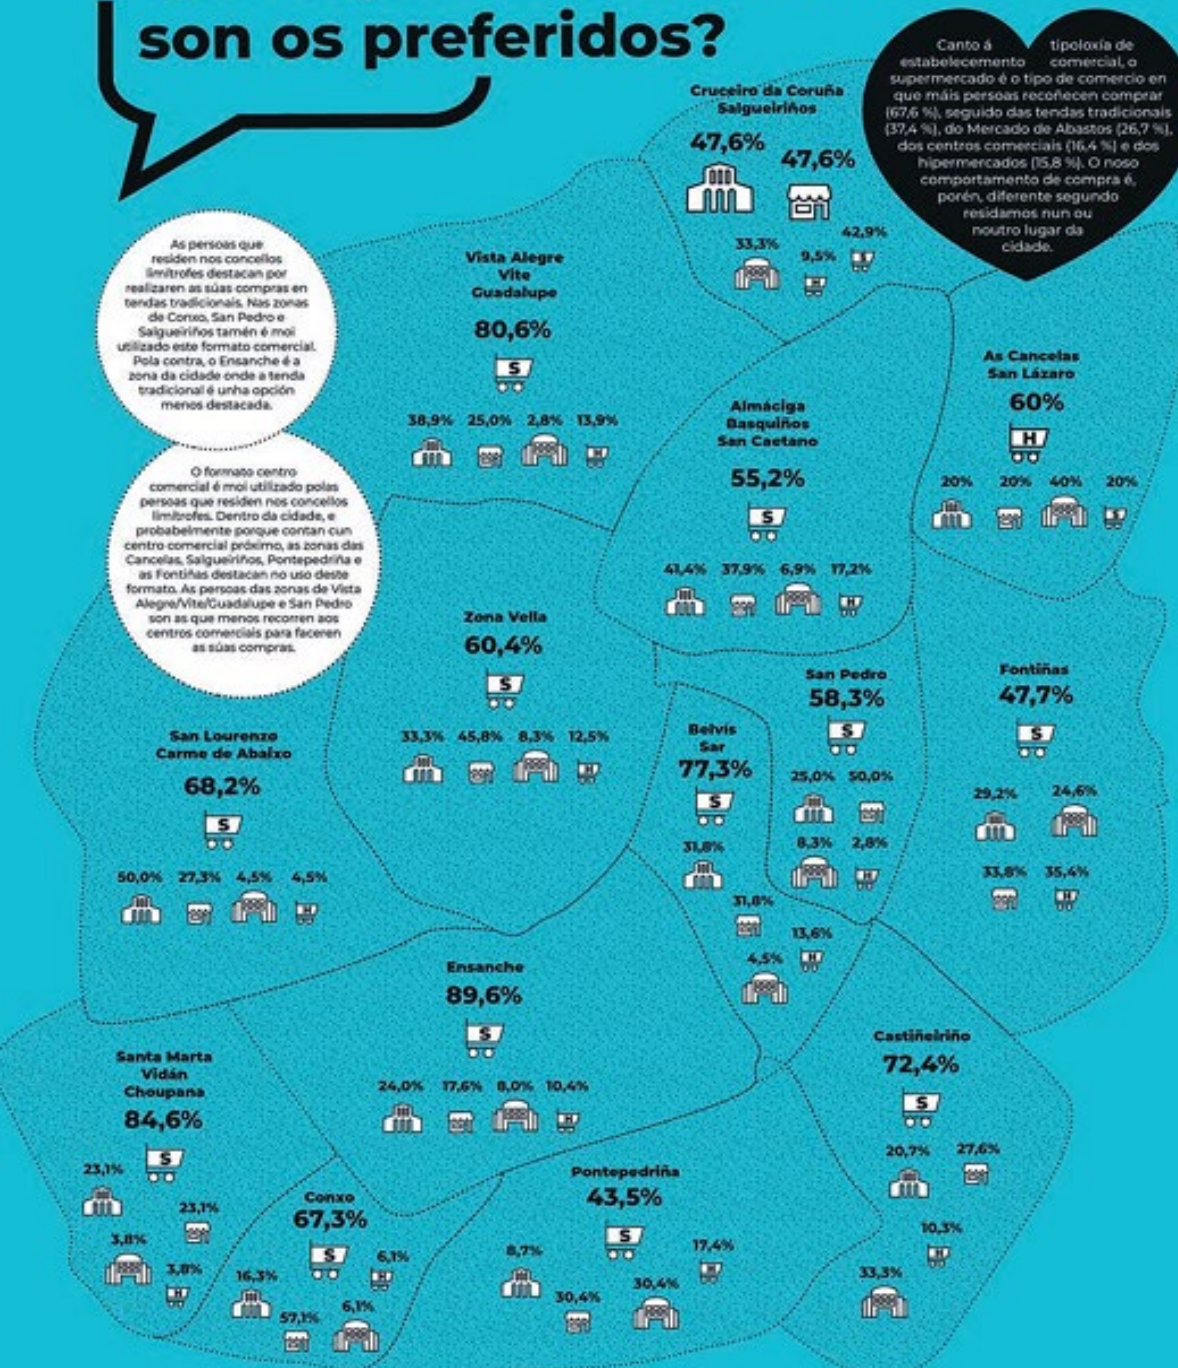 son os preferidos?
Canto á tipoloxía de
establecemento comercial, o
supermercado é o tipo de comercio en
que máis persoas recoñecen comprar
(67,6 %), seguido das tendas tradicionais
(37,4 %), do Mercado de Abastos (26,7 %),
dos centros comerciais (16,4 %) e dos
hipermercados (15,8 %). O noso
comportamento de compra é,
porén, diferente segundo
residamos nun ou
noutro lugar da
cidade.
As persoas que
residen nos concellos
limítrofes destacan por
realizaren as súas compras en
tendas tradicionais. Nas zonas
de Conxo, San Pedro e
Salgueiriños tamén é moi
utilizado este formato comercial.
Pola contra, o Ensanche é a
zona da cidade onde a tenda
tradicional é unha opción
menos destacada.
O formato centro
comercial é moi utilizado polas
persoas que residen nos concellos
limítrofes. Dentro da cidade, e
probablemente porque contan cun
centro comercial próximo, as zonas das
Cancelas, Salgueiriños, Pontepedriña e
as Fontiñas destacan no uso deste
formato. As persoas das zonas de Vista
Alegre/Vite/Guadalupe e San Pedro
son as que menos recorren aos
centros comerciais para faceren
as súas compras.
Cruceiro da Coruña
Salgueiriños
47,6%
47,6%
33,3% 9,5% 42,9%
H S
Vista Alegre
Vite
Guadalupe
80,6%
S
38,9% 25,0% 2,8% 13,9%
H
As Cancelas
San Lázaro
60%
H
20% 20% 40% 20%
S
Almáciga
Basquiños
San Caetano
55,2%
S
41,4% 37,9% 6,9% 17,2%
H
Zona Vella
60,4%
S
33,3% 45,8% 8,3% 12,5%
H
San Pedro
58,3%
S
25,0% 50,0%
8,3% 2,8%
H
Fontiñas
47,7%
S
29,2% 24,6%
33,8% 35,4%
H
Belvís
Sar
77,3%
S
31,8%
31,8%
13,6%
H
4,5%
San Lourenzo
Carme de Abaixo
68,2%
S
50,0% 27,3% 4,5% 4,5%
H
Ensanche
89,6%
S
24,0% 17,6% 8,0% 10,4%
H
Castiñeiriño
72,4%
S
20,7% 27,6%
10,3%
H
33,3%
Santa Marta
Vidán
Choupana
84,6%
S
23,1%
23,1%
3,8%
3,8%
H
Conxo
67,3%
S
6,1%
H
16,3%
57,1% 6,1%
Pontepedriña
43,5%
S
8,7% 17,4%
H
30,4% 30,4%